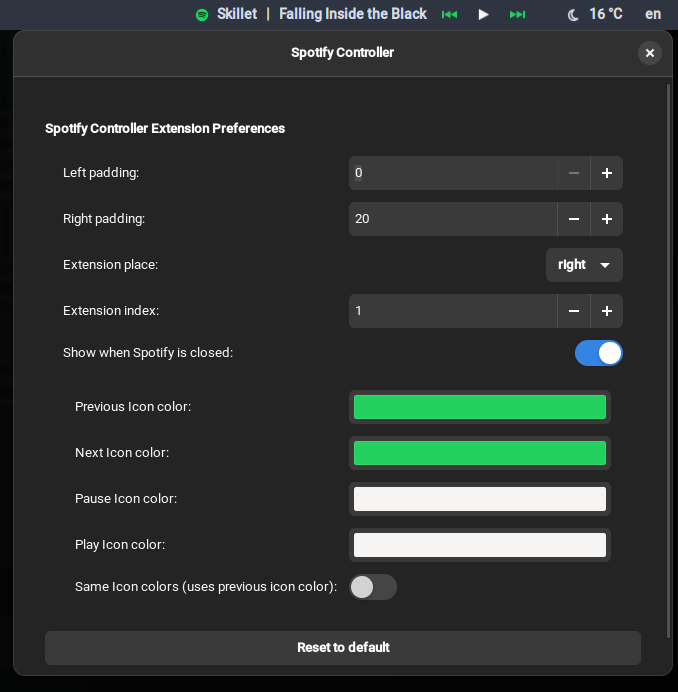 Skillet | Falling Inside the Black 16 °C en
Spotify Controller
Spotify Controller Extension Preferences
Left padding: 0
Right padding: 20
Extension place: right
Extension index: 1
Show when Spotify is closed:
Previous Icon color:
Next Icon color:
Pause Icon color:
Play Icon color:
Same Icon colors (uses previous icon color):
Reset to default